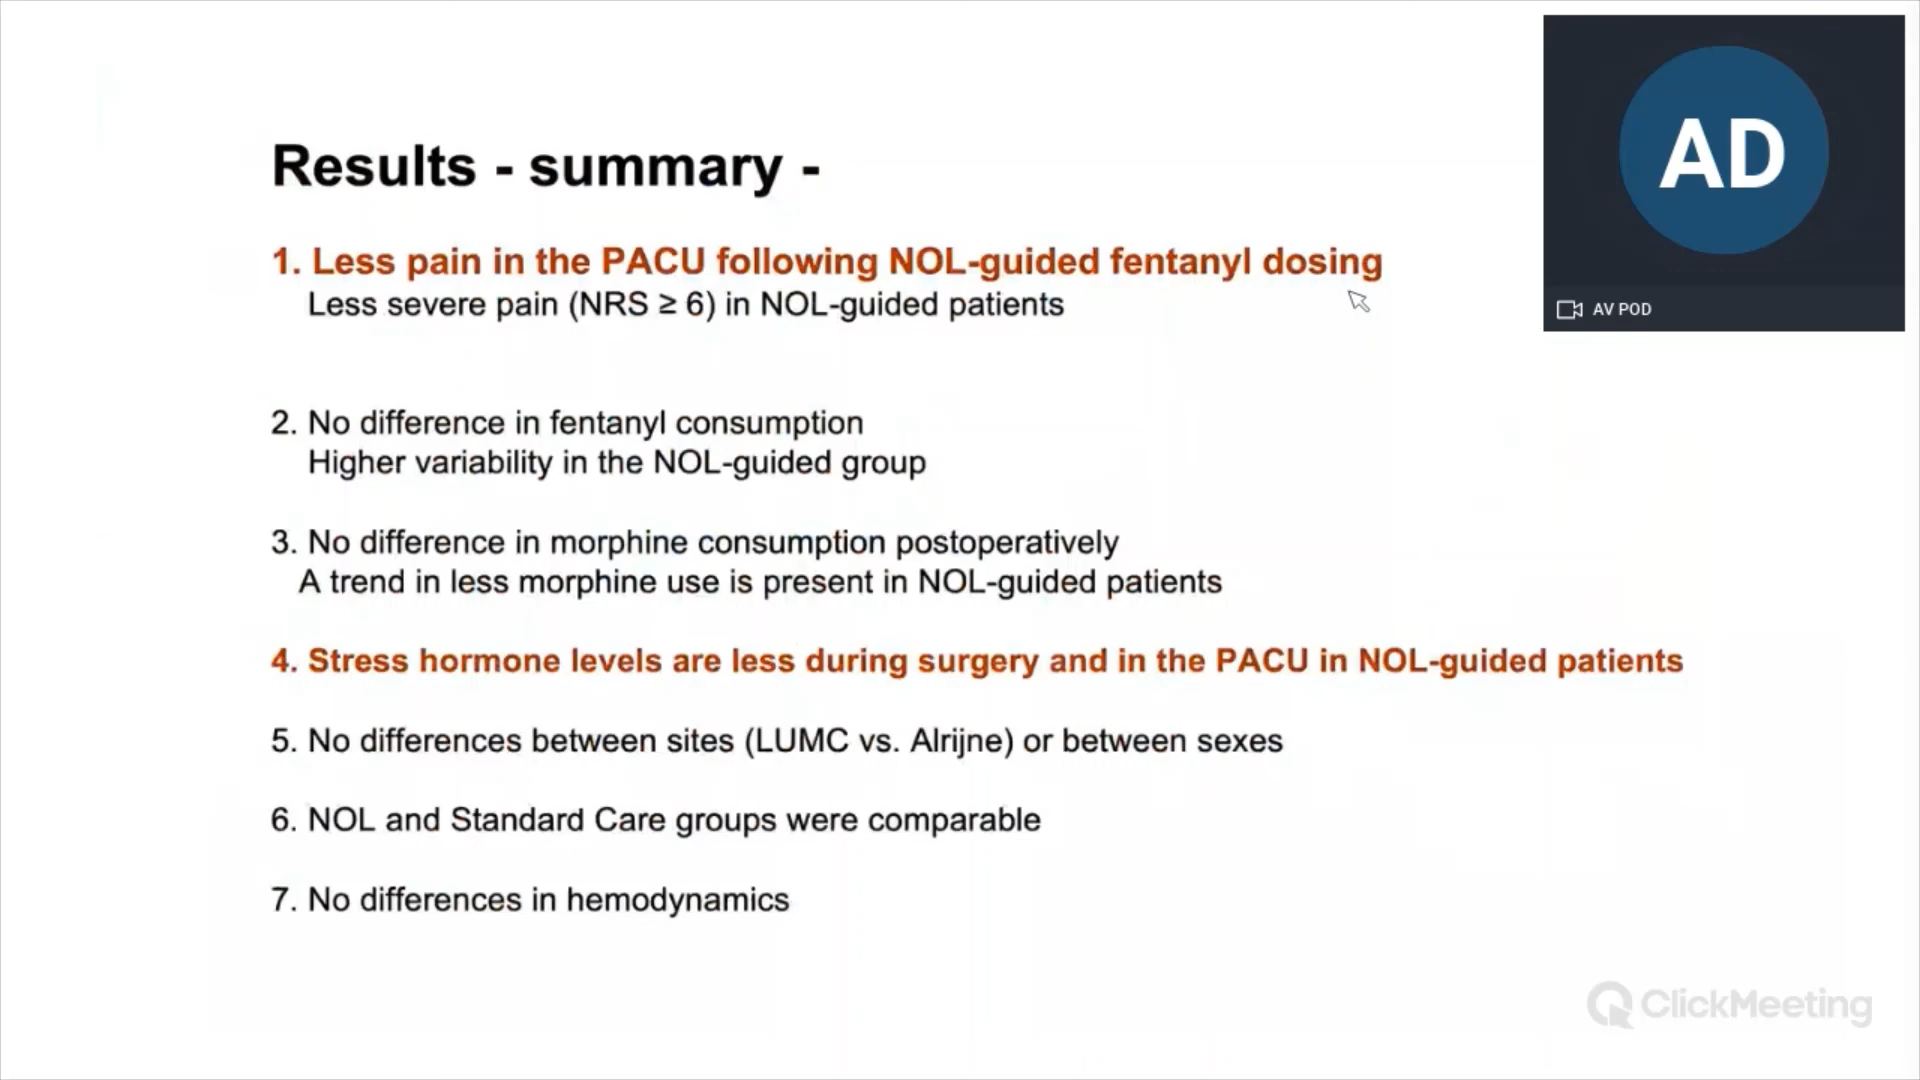 Results - summary -
1. Less pain in the PACU following NOL-guided fentanyl dosing
Less severe pain (NRS ≥ 6) in NOL-guided patients
2. No difference in fentanyl consumption
Higher variability in the NOL-guided group
3. No difference in morphine consumption postoperatively
A trend in less morphine use is present in NOL-guided patients
4. Stress hormone levels are less during surgery and in the PACU in NOL-guided patients
5. No differences between sites (LUMC vs. Alrijne) or between sexes
6. NOL and Standard Care groups were comparable
7. No differences in hemodynamics
AD
AV POD
ClickMeeting